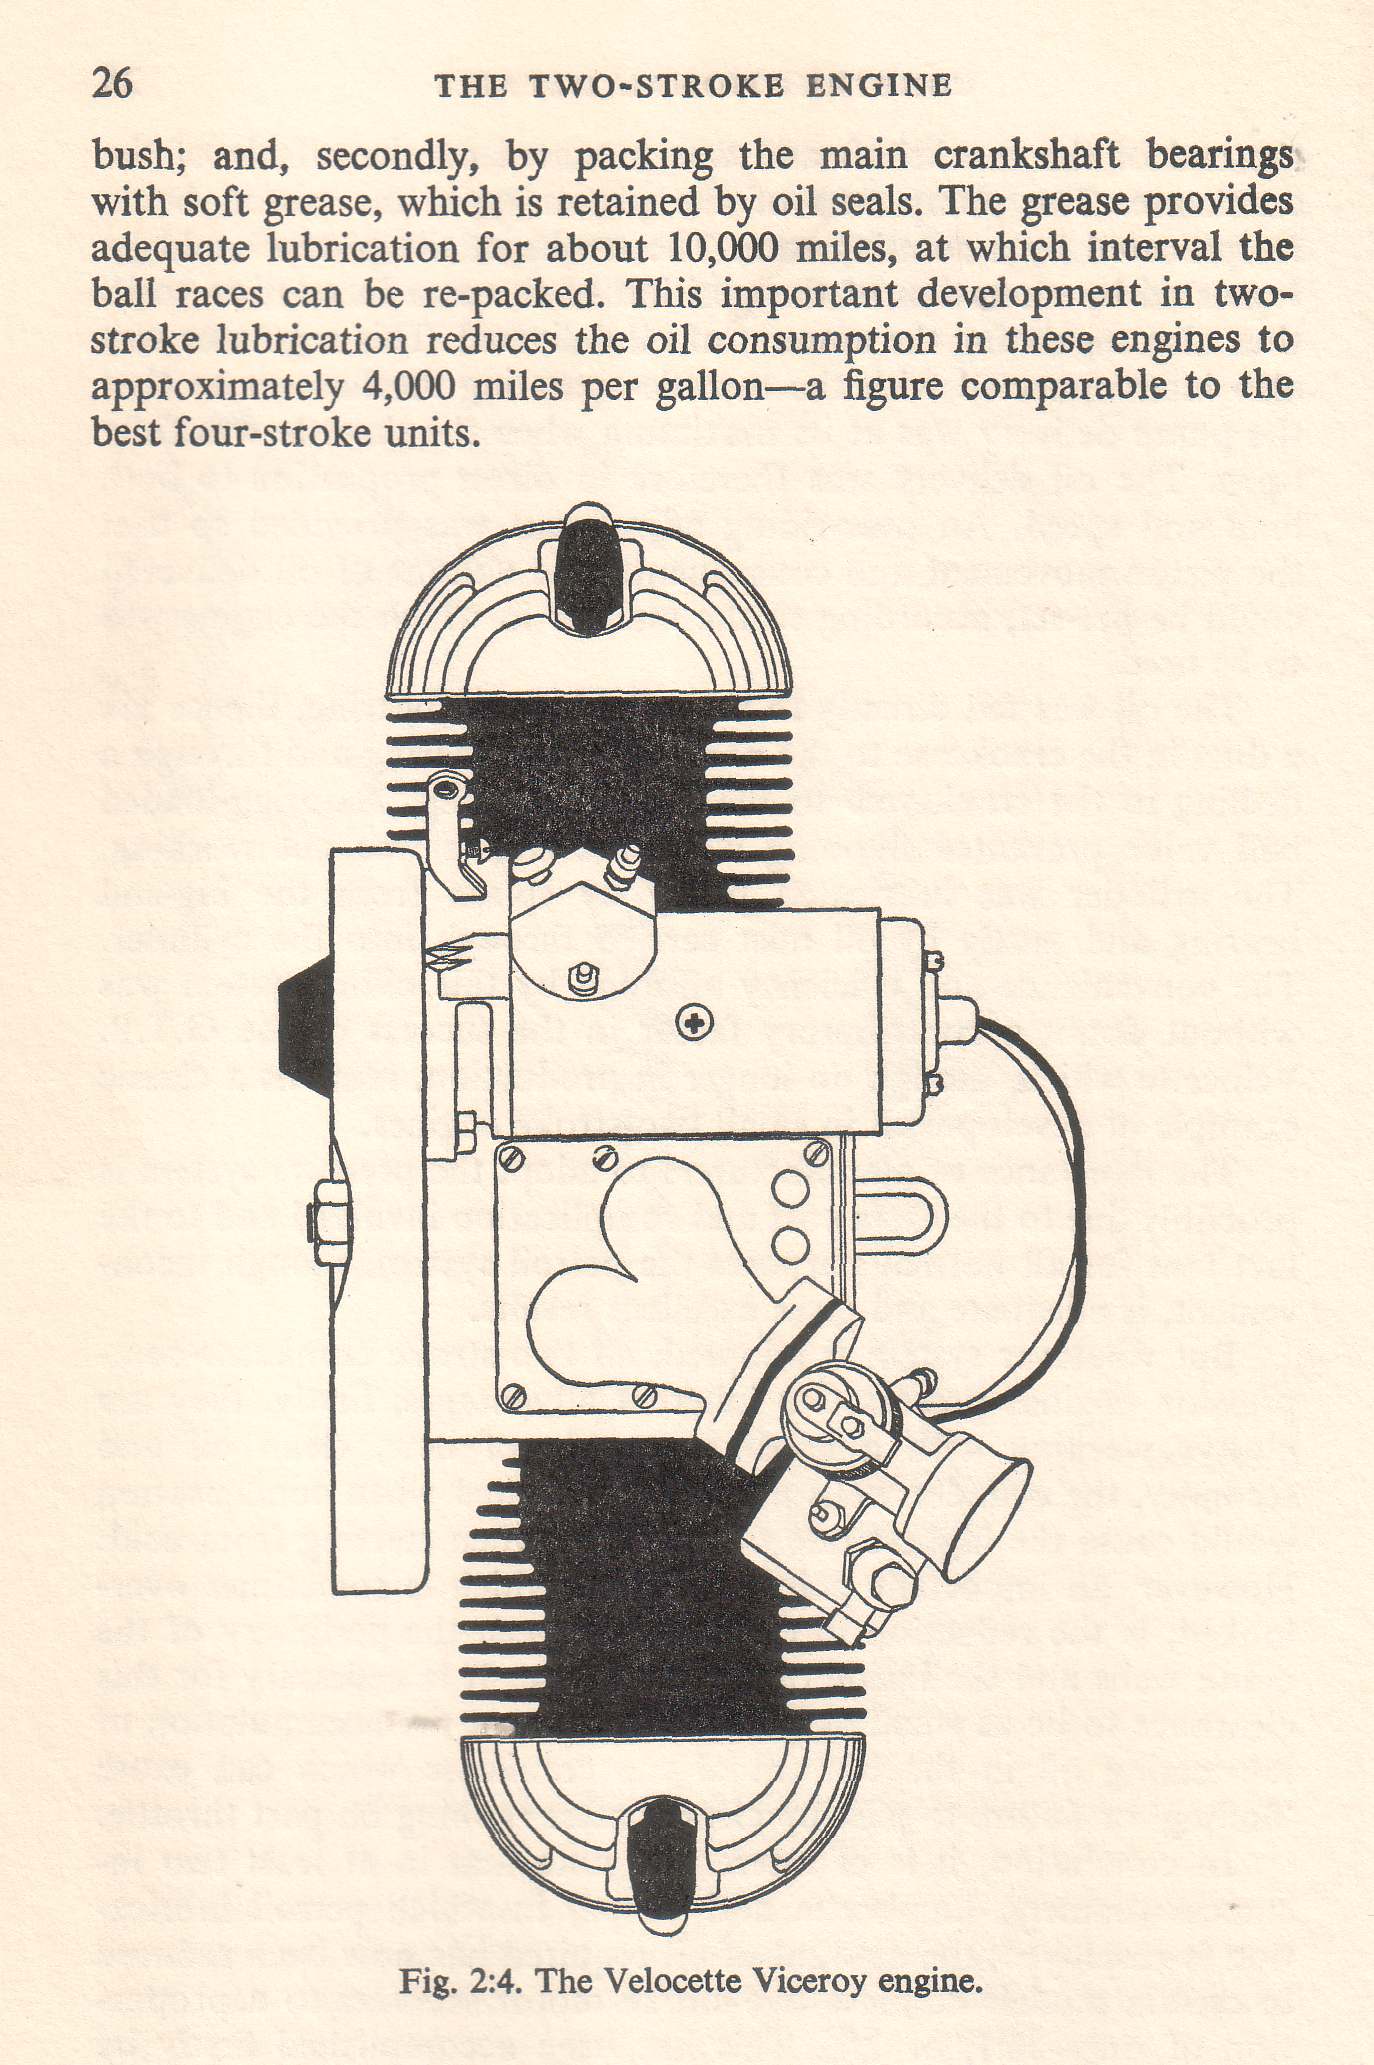 26
THE TWO-STROKE ENGINE
bush; and, secondly, by packing the main crankshaft bearings
with soft grease, which is retained by oil seals. The grease provides
adequate lubrication for about 10,000 miles, at which interval the
ball races can be re-packed. This important development in two-
stroke lubrication reduces the oil consumption in these engines to
approximately 4,000 miles per gallon—a figure comparable to the
best four-stroke units.
Fig. 2:4. The Velocette Viceroy engine.